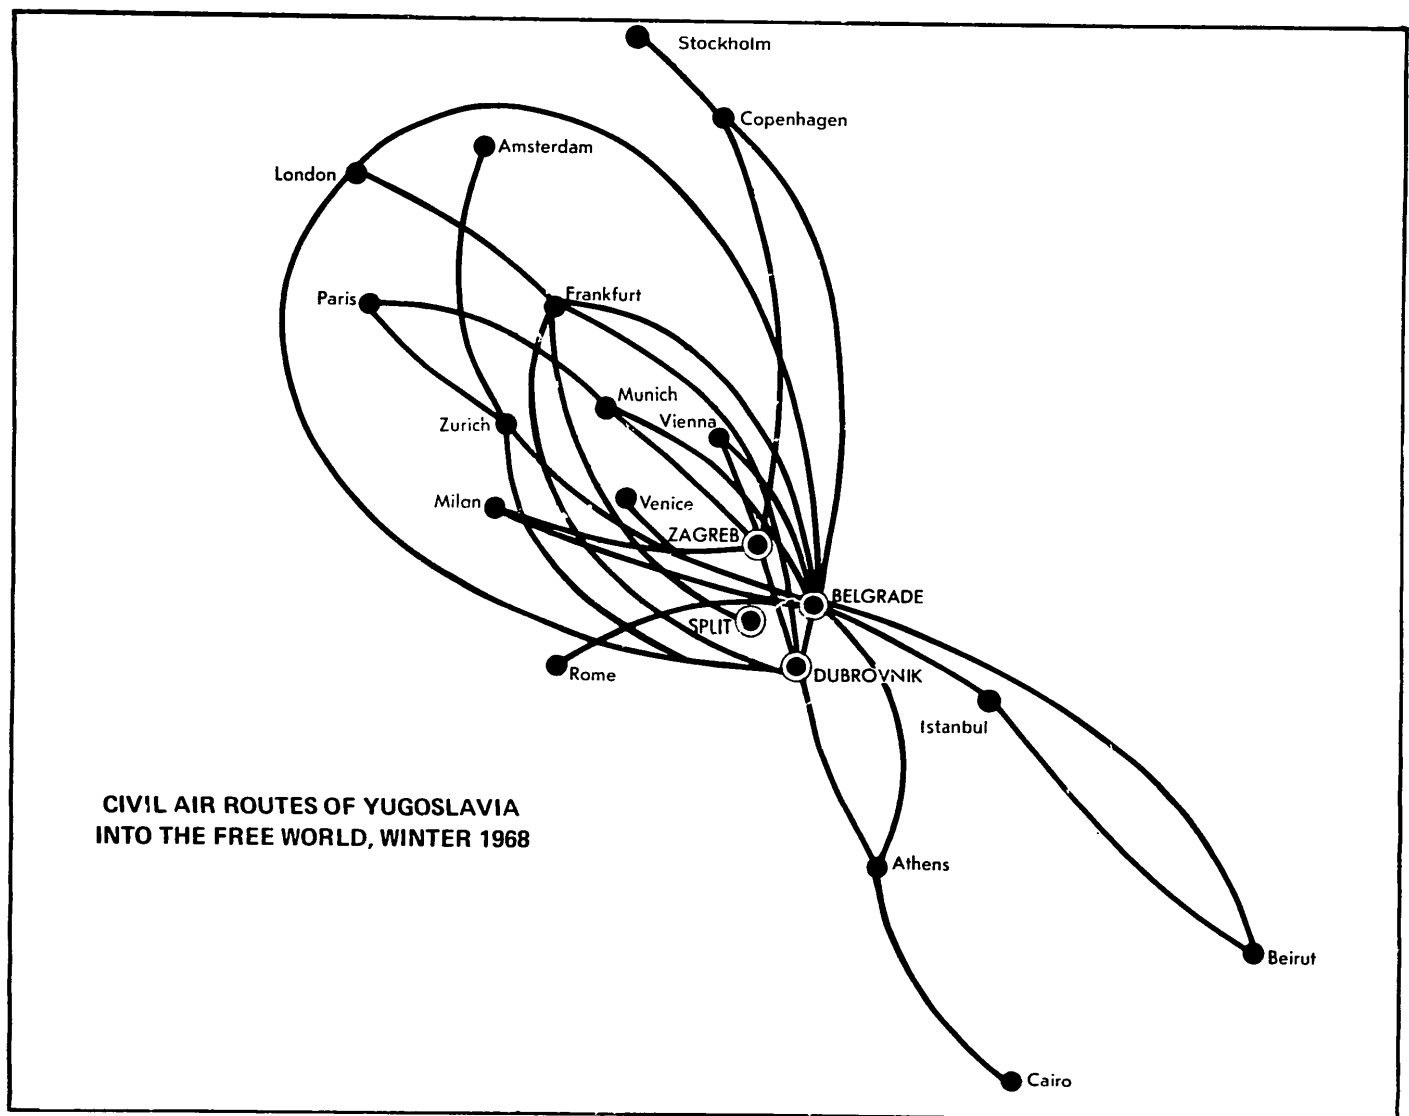 Stockholm
Copenhagen
Amsterdam
London
Frankfurt
Paris
Munich
Vienna
Zurich
Milan
Venice
ZAGREB
BELGRADE
SPLIT
Rome
DUBROVNIK
Istanbul
CIVIL AIR ROUTES OF YUGOSLAVIA
INTO THE FREE WORLD, WINTER 1968
Athens
Beirut
Cairo